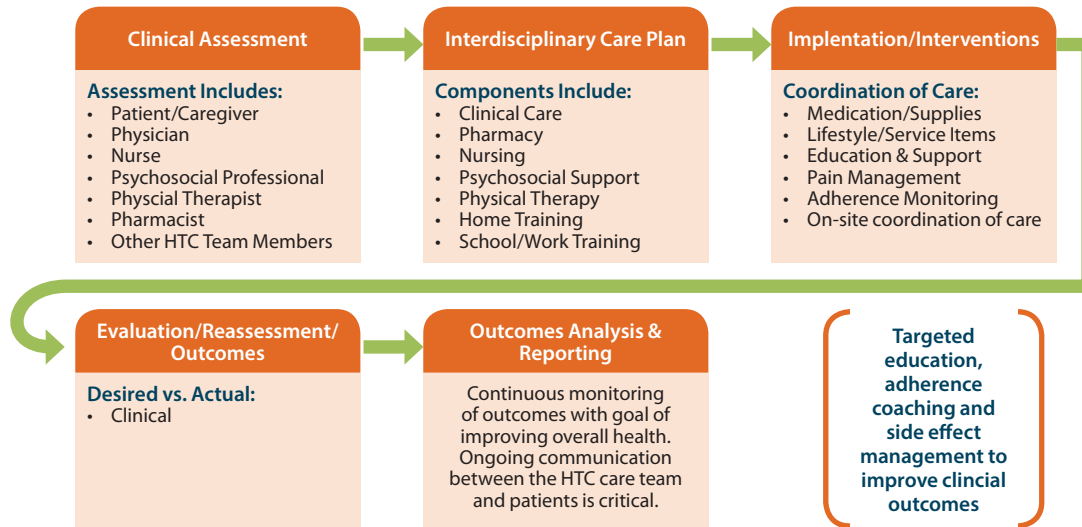 Clinical Assessment
Assessment Includes:
• Patient/Caregiver
• Physician
• Nurse
• Psychosocial Professional
• Physcial Therapist
• Pharmacist
• Other HTC Team Members
Interdisciplinary Care Plan
Components Include:
• Clinical Care
• Pharmacy
• Nursing
• Psychosocial Support
• Physical Therapy
• Home Training
• School/Work Training
Implentation/Interventions
Coordination of Care:
• Medication/Supplies
• Lifestyle/Service Items
• Education & Support
• Pain Management
• Adherence Monitoring
• On-site coordination of care
Evaluation/Reassessment/
Outcomes
Desired vs. Actual:
• Clinical
Outcomes Analysis &
Reporting
Continuous monitoring
of outcomes with goal of
improving overall health.
Ongoing communication
between the HTC care team
and patients is critical.
Targeted
education,
adherence
coaching and
side effect
management to
improve clincial
outcomes